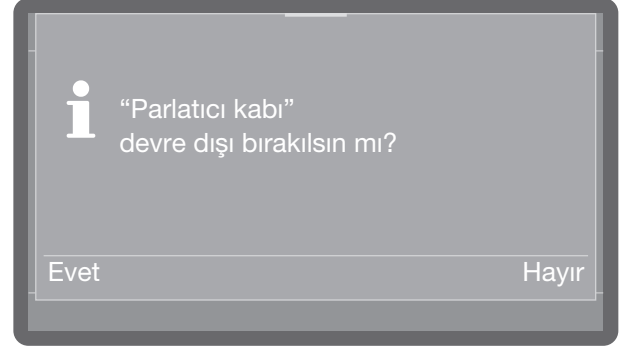 “Parlatıcı kabı”
devre dışı bırakılsın mı?
Evet Hayır